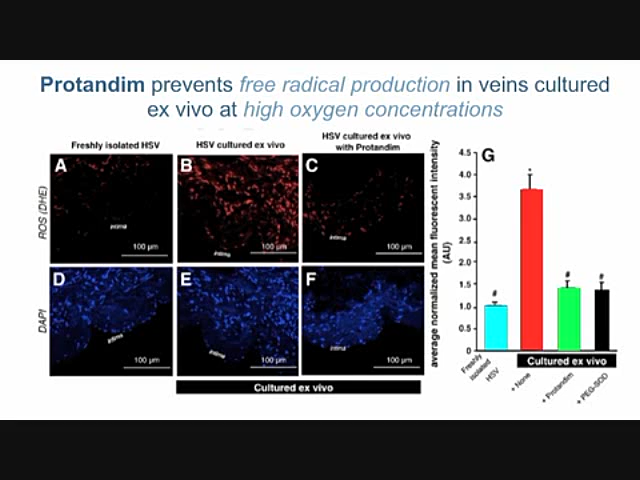 Protandim prevents free radical production in veins cultured
ex vivo at high oxygen concentrations
Freshly isolated HSV
HSV cultured ex vivo
HSV cultured ex vivo
with Protandim
ROS (DHE)
A
intima
100 µm
B
intima
100 µm
C
intima
100 µm
DAPI
D
intima
100 µm
E
intima
100 µm
F
intima
100 µm
Cultured ex vivo
G
average normalized mean fluorescent intensity
(AU)
4.5
4.0
3.5
3.0
2.5
2.0
1.5
1.0
0.5
0
#
*
#
#
Freshly
isolated
HSV
Cultured ex vivo
+ None
+ Protandim
+ PEG-SOD